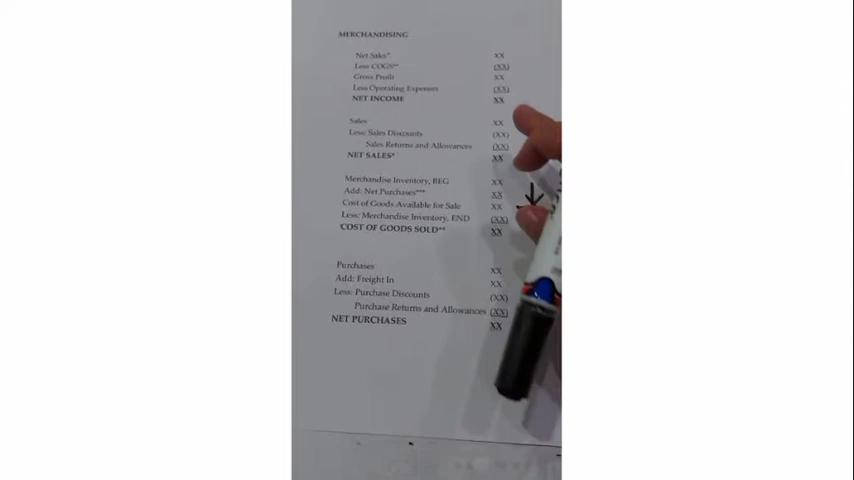 MERCHANDISING
Net Sales* XX
Less COGS** (XX)
Gross Profit XX
Less Operating Expenses (XX)
NET INCOME XX
Sales XX
Less: Sales Discounts (XX)
Sales Returns and Allowances (XX)
NET SALES* XX
Merchandise Inventory, BEG XX
Add: Net Purchases*** XX
Cost of Goods Available for Sale XX
Less: Merchandise Inventory, END (XX)
COST OF GOODS SOLD** XX
Purchases XX
Add: Freight In XX
Less: Purchase Discounts (XX)
Purchase Returns and Allowances (XX)
NET PURCHASES XX